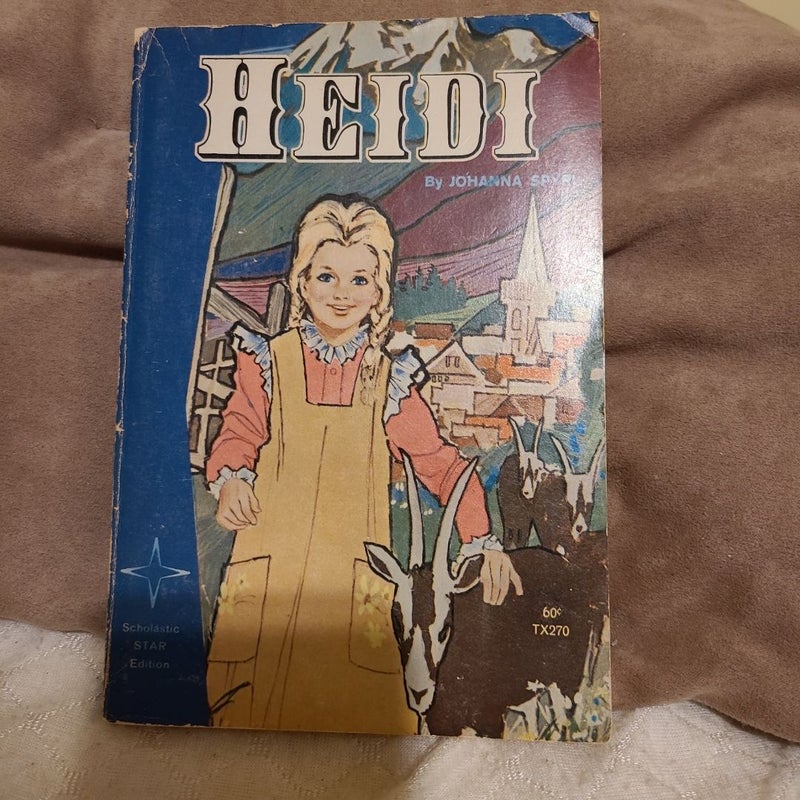 HEIDI
By JOHANNA SPYRI
60¢
TX270
Scholastic
STAR
Edition